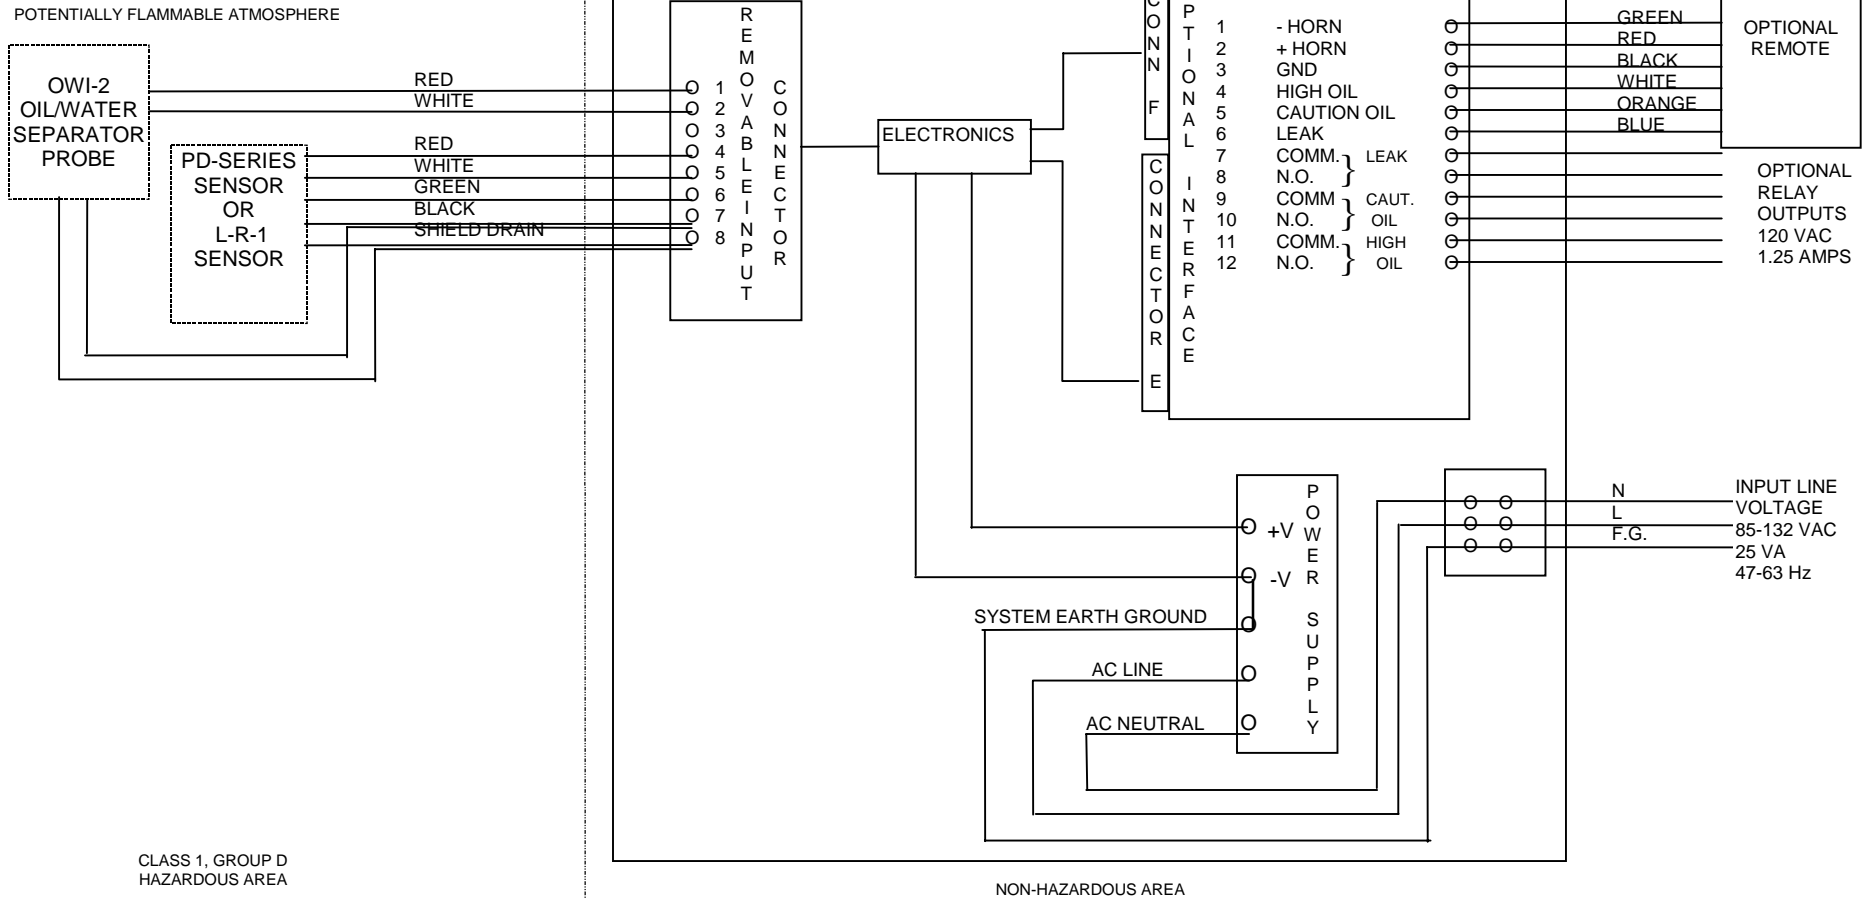 POTENTIALLY FLAMMABLE ATMOSPHERE
OWI-2
OIL/WATER
SEPARATOR
PROBE
PD-SERIES
SENSOR
OR
L-R-1
SENSOR
RED
WHITE
RED
WHITE
GREEN
BLACK
SHIELD DRAIN
REMOVABLE INPUT
CONNECTOR
1
2
3
4
5
6
7
8
ELECTRONICS
CONN F
CONNECTOR E
PTIONAL INTERFACE
1 - HORN
2 + HORN
3 GND
4 HIGH OIL
5 CAUTION OIL
6 LEAK
7 COMM. } LEAK
8 N.O.
9 COMM } CAUT.
10 N.O. OIL
11 COMM. } HIGH
12 N.O. OIL
GREEN
RED
BLACK
WHITE
ORANGE
BLUE
OPTIONAL
REMOTE
OPTIONAL
RELAY
OUTPUTS
120 VAC
1.25 AMPS
POWER SUPPLY
+V
-V
SYSTEM EARTH GROUND
AC LINE
AC NEUTRAL
N
L
F.G.
INPUT LINE
VOLTAGE
85-132 VAC
25 VA
47-63 Hz
CLASS 1, GROUP D
HAZARDOUS AREA
NON-HAZARDOUS AREA